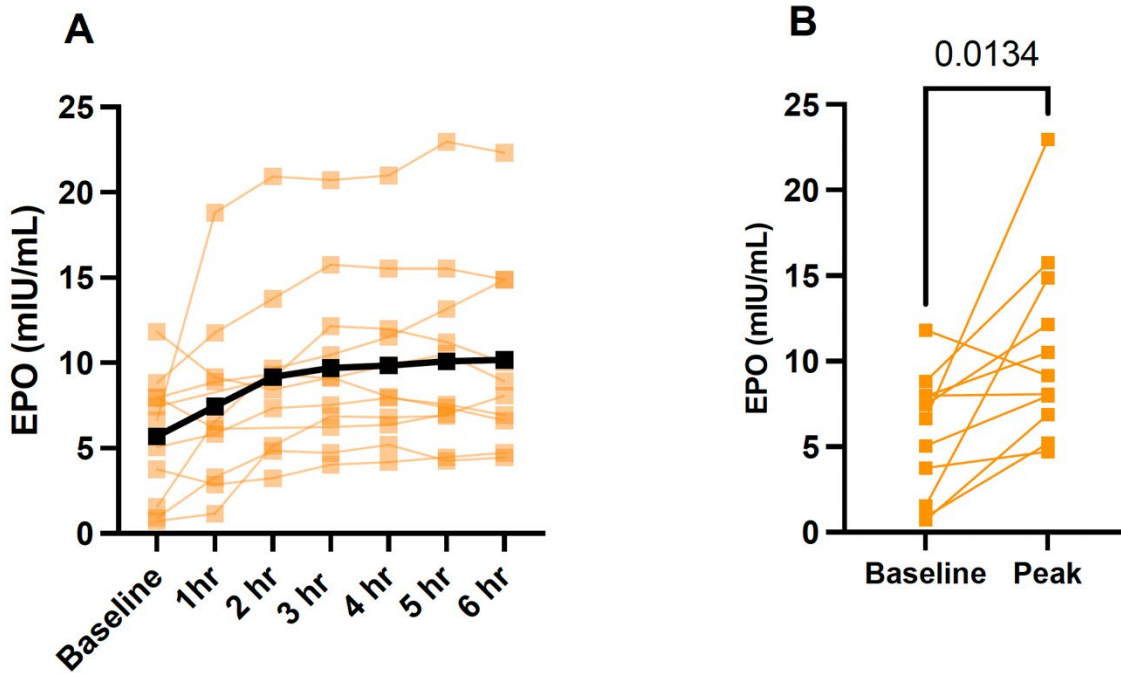 A
EPO (mIU/mL)
25
20
15
10
5
0
Baseline
1hr
2 hr
3 hr
4 hr
5 hr
6 hr
B
0.0134
EPO (mIU/mL)
25
20
15
10
5
0
Baseline Peak